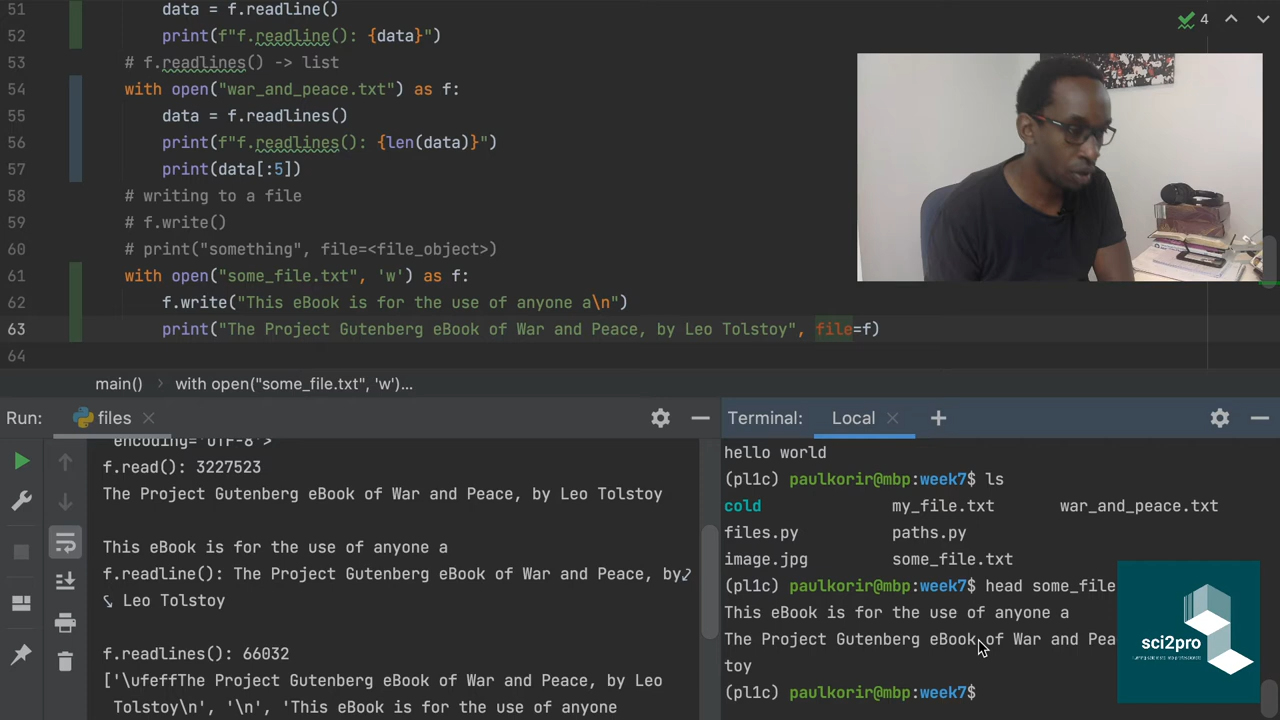 51 data = f.readline()
52 print(f"f.readline(): {data}")
53 # f.readlines() -> list
54 with open("war_and_peace.txt") as f:
55 data = f.readlines()
56 print(f"f.readlines(): {len(data)}")
57 print(data[:5])
58 # writing to a file
59 # f.write()
60 # print("something", file=<file_object>)
61 with open("some_file.txt", 'w') as f:
62 f.write("This eBook is for the use of anyone a\n")
63 print("The Project Gutenberg eBook of War and Peace, by Leo Tolstoy", file=f)
64
4
main() › with open("some_file.txt", 'w')...
Run: files
encoding='UTF-8'>
f.read(): 3227523
The Project Gutenberg eBook of War and Peace, by Leo Tolstoy
This eBook is for the use of anyone a
f.readline(): The Project Gutenberg eBook of War and Peace, by
Leo Tolstoy
f.readlines(): 66032
['\ufeffThe Project Gutenberg eBook of War and Peace, by Leo
Tolstoy\n', '\n', 'This eBook is for the use of anyone
Terminal: Local
hello world
(pl1c) paulkorir@mbp:week7$ ls
cold my_file.txt war_and_peace.txt
files.py paths.py
image.jpg some_file.txt
(pl1c) paulkorir@mbp:week7$ head some_file
This eBook is for the use of anyone a
The Project Gutenberg eBook of War and Pea
toy
(pl1c) paulkorir@mbp:week7$
sci2pro